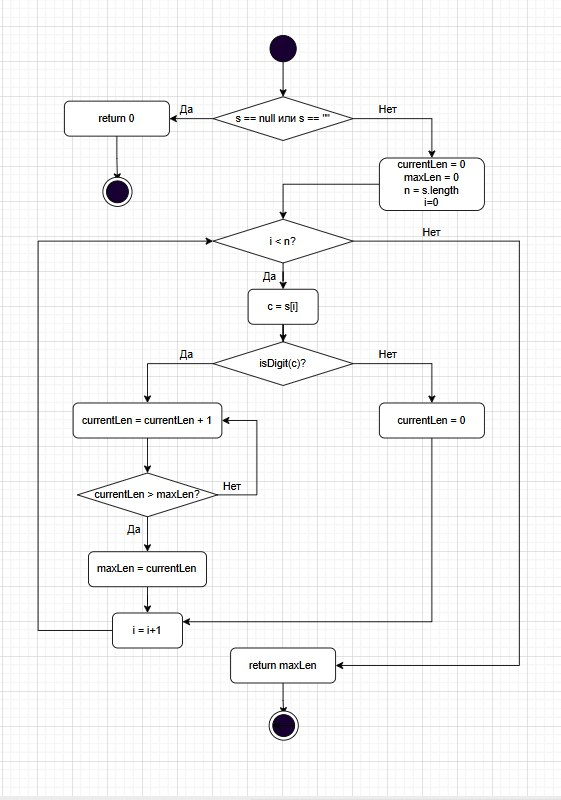 s == null или s == ""
Да
Нет
return 0
currentLen = 0
maxLen = 0
n = s.length
i=0
i < n?
Нет
Да
c = s[i]
isDigit(c)?
Да
Нет
currentLen = currentLen + 1
currentLen = 0
currentLen > maxLen?
Нет
Да
maxLen = currentLen
i = i+1
return maxLen